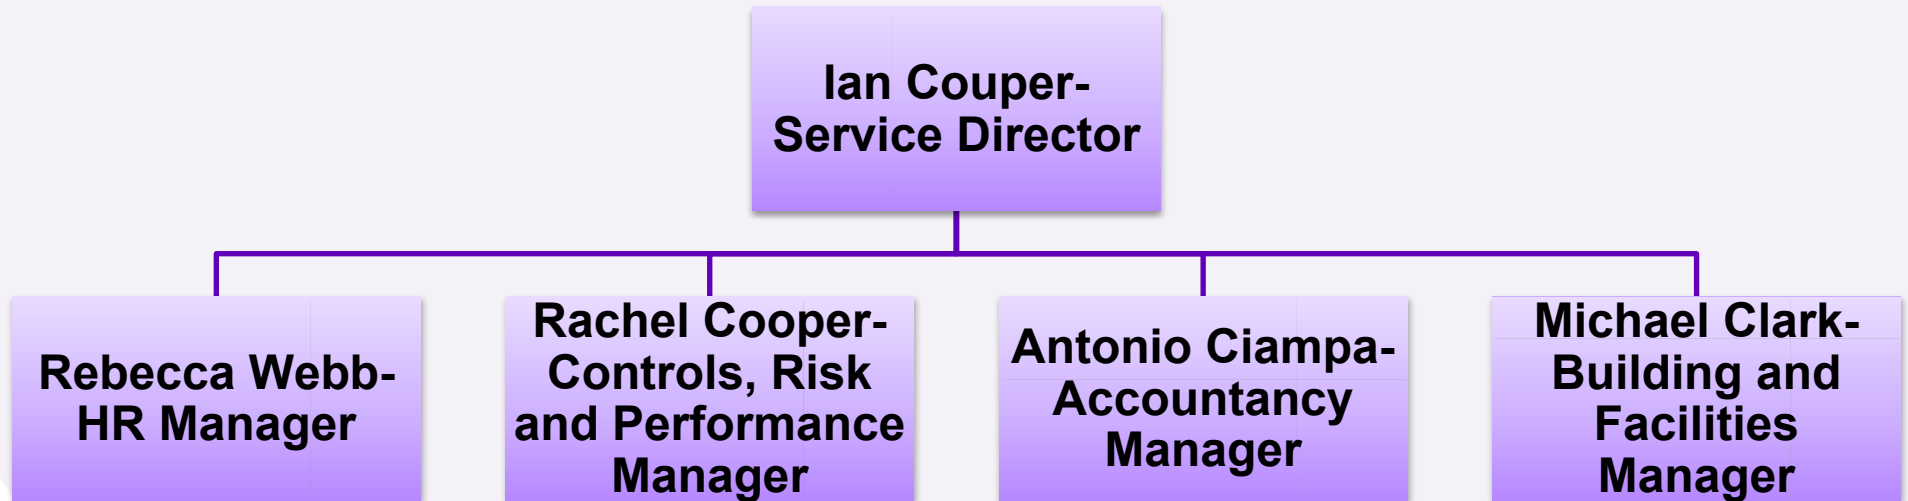 Ian Couper-
Service Director
Rebecca Webb-
HR Manager
Rachel Cooper-
Controls, Risk
and Performance
Manager
Antonio Ciampa-
Accountancy
Manager
Michael Clark-
Building and
Facilities
Manager